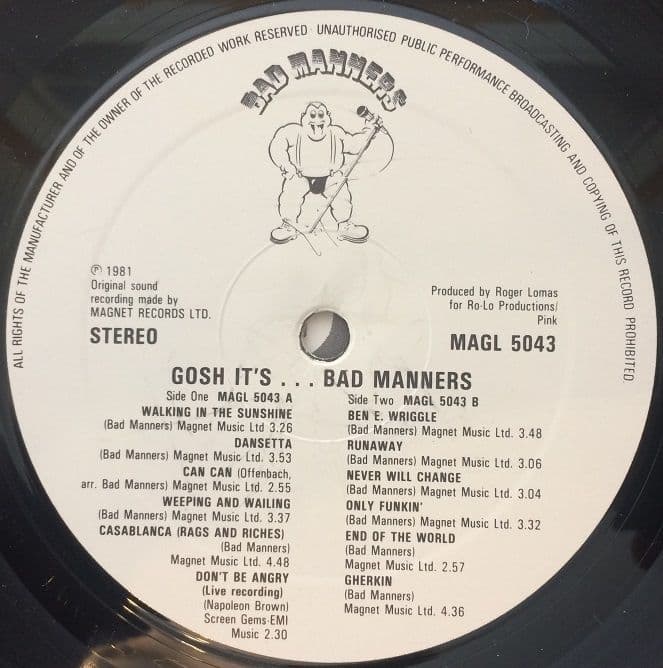 ALL RIGHTS OF THE MANUFACTURER AND OF THE OWNER OF THE RECORDED WORK RESERVED · UNAUTHORISED PUBLIC PERFORMANCE BROADCASTING AND COPYING OF THIS RECORD PROHIBITED.
BAD MANNERS
℗ 1981
Original sound
recording made by
MAGNET RECORDS LTD.
STEREO
Produced by Roger Lomas
for Ro-Lo Productions/
Pink
MAGL 5043
GOSH IT'S . . . BAD MANNERS
Side One MAGL 5043 A
WALKING IN THE SUNSHINE
(Bad Manners) Magnet Music Ltd. 3.26
DANSETTA
(Bad Manners) Magnet Music Ltd. 3.53
CAN CAN (Offenbach,
arr. Bad Manners) Magnet Music Ltd. 2.55
WEEPING AND WAILING
(Bad Manners) Magnet Music Ltd. 3.37
CASABLANCA (RAGS AND RICHES)
(Bad Manners)
Magnet Music Ltd. 4.48
DON'T BE ANGRY
(Live recording)
(Napoleon Brown)
Screen Gems-EMI
Music 2.30
Side Two MAGL 5043 B
BEN E. WRIGGLE
(Bad Manners) Magnet Music Ltd. 3.48
RUNAWAY
(Bad Manners) Magnet Music Ltd. 3.06
NEVER WILL CHANGE
(Bad Manners) Magnet Music Ltd. 3.04
ONLY FUNKIN'
(Bad Manners) Magnet Music Ltd. 3.32
END OF THE WORLD
(Bad Manners)
Magnet Music Ltd. 2.57
GHERKIN
(Bad Manners)
Magnet Music Ltd. 4.36